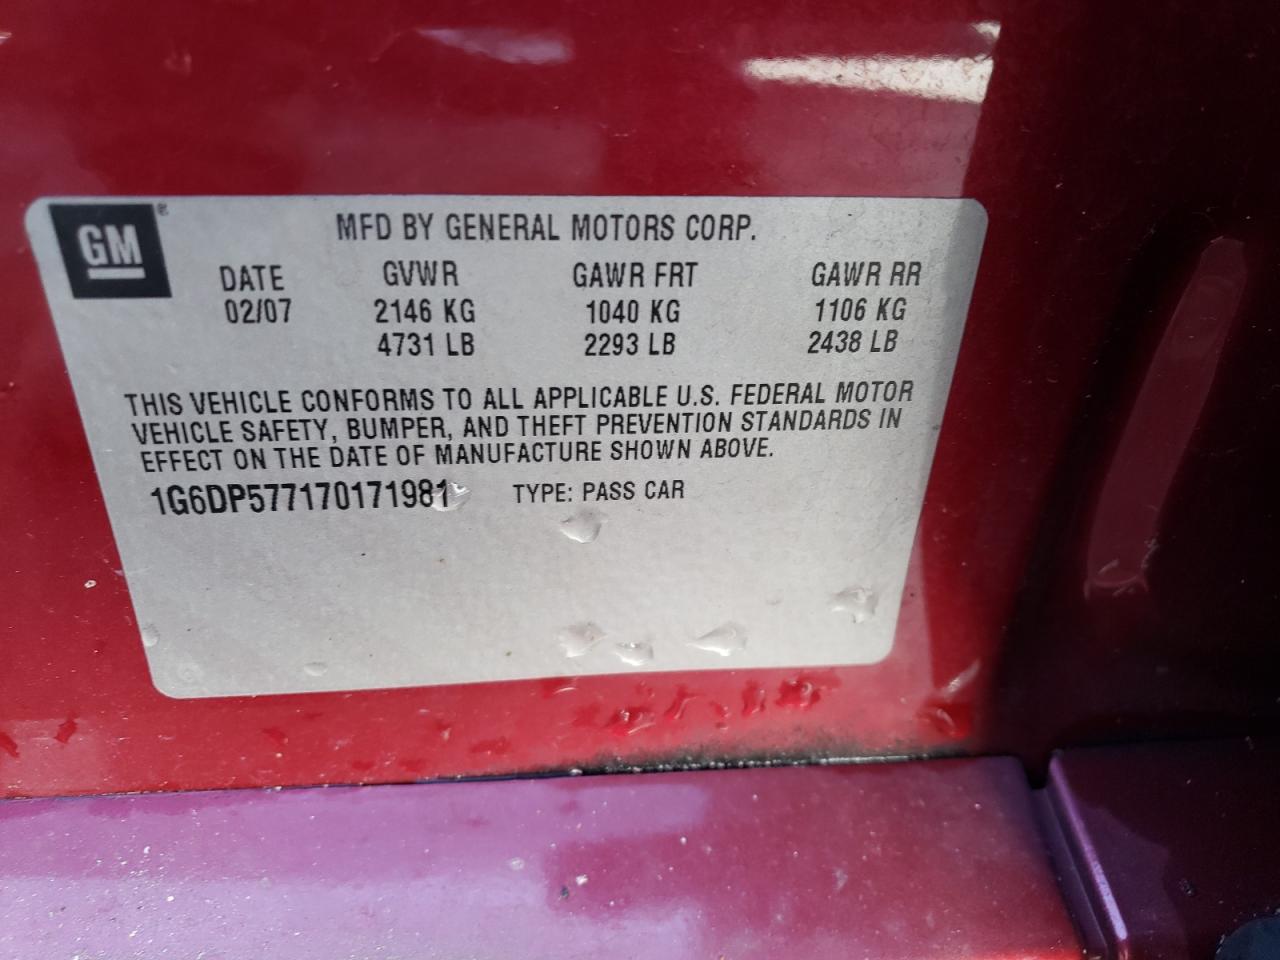 GM ®
MFD BY GENERAL MOTORS CORP.
DATE GVWR GAWR FRT GAWR RR
02/07 2146 KG 1040 KG 1106 KG
4731 LB 2293 LB 2438 LB
THIS VEHICLE CONFORMS TO ALL APPLICABLE U.S. FEDERAL MOTOR
VEHICLE SAFETY, BUMPER, AND THEFT PREVENTION STANDARDS IN
EFFECT ON THE DATE OF MANUFACTURE SHOWN ABOVE.
1G6DP577170171981 TYPE: PASS CAR